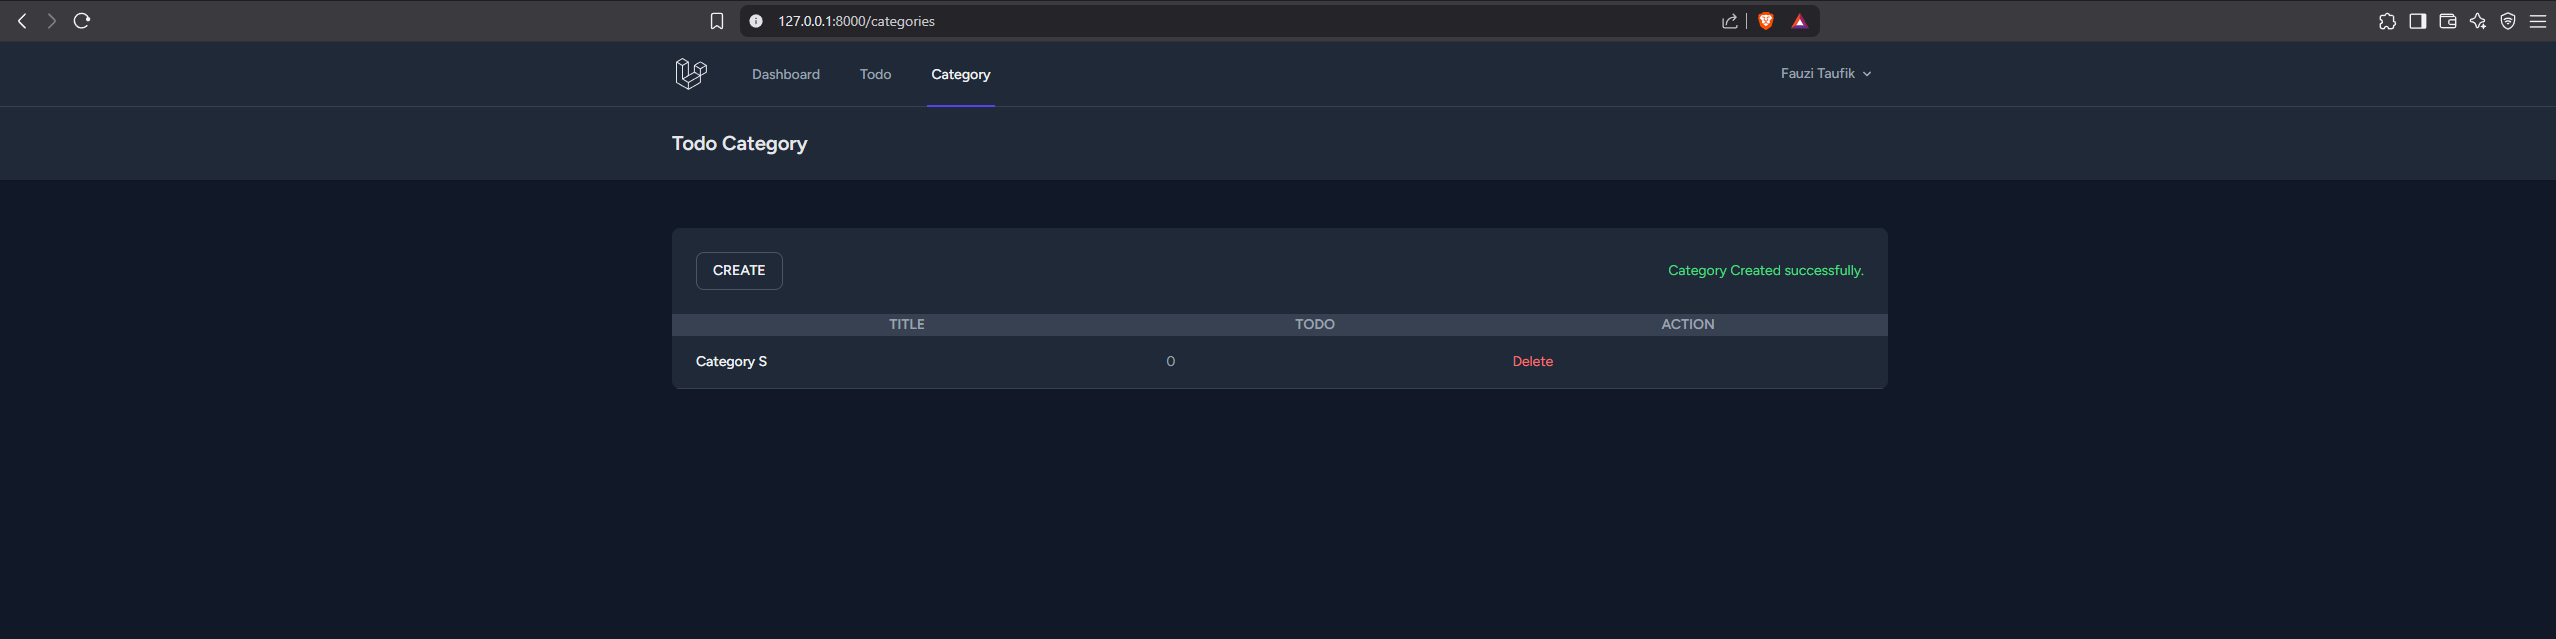 127.0.0.1:8000/categories
Dashboard Todo Category Fauzi Taufik
Todo Category
CREATE Category Created successfully.
TITLE TODO ACTION
Category S 0 Delete